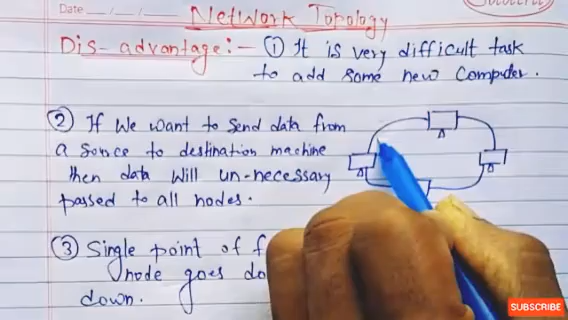 Date
Network Topology
Dis-advantage:- ① It is very difficult task
to add some new Computer.
② If We want to send data from
a source to destination machine
then data Will un-necessary
passed to all nodes.
③ Single point of
node goes
down.
SUBSCRIBE